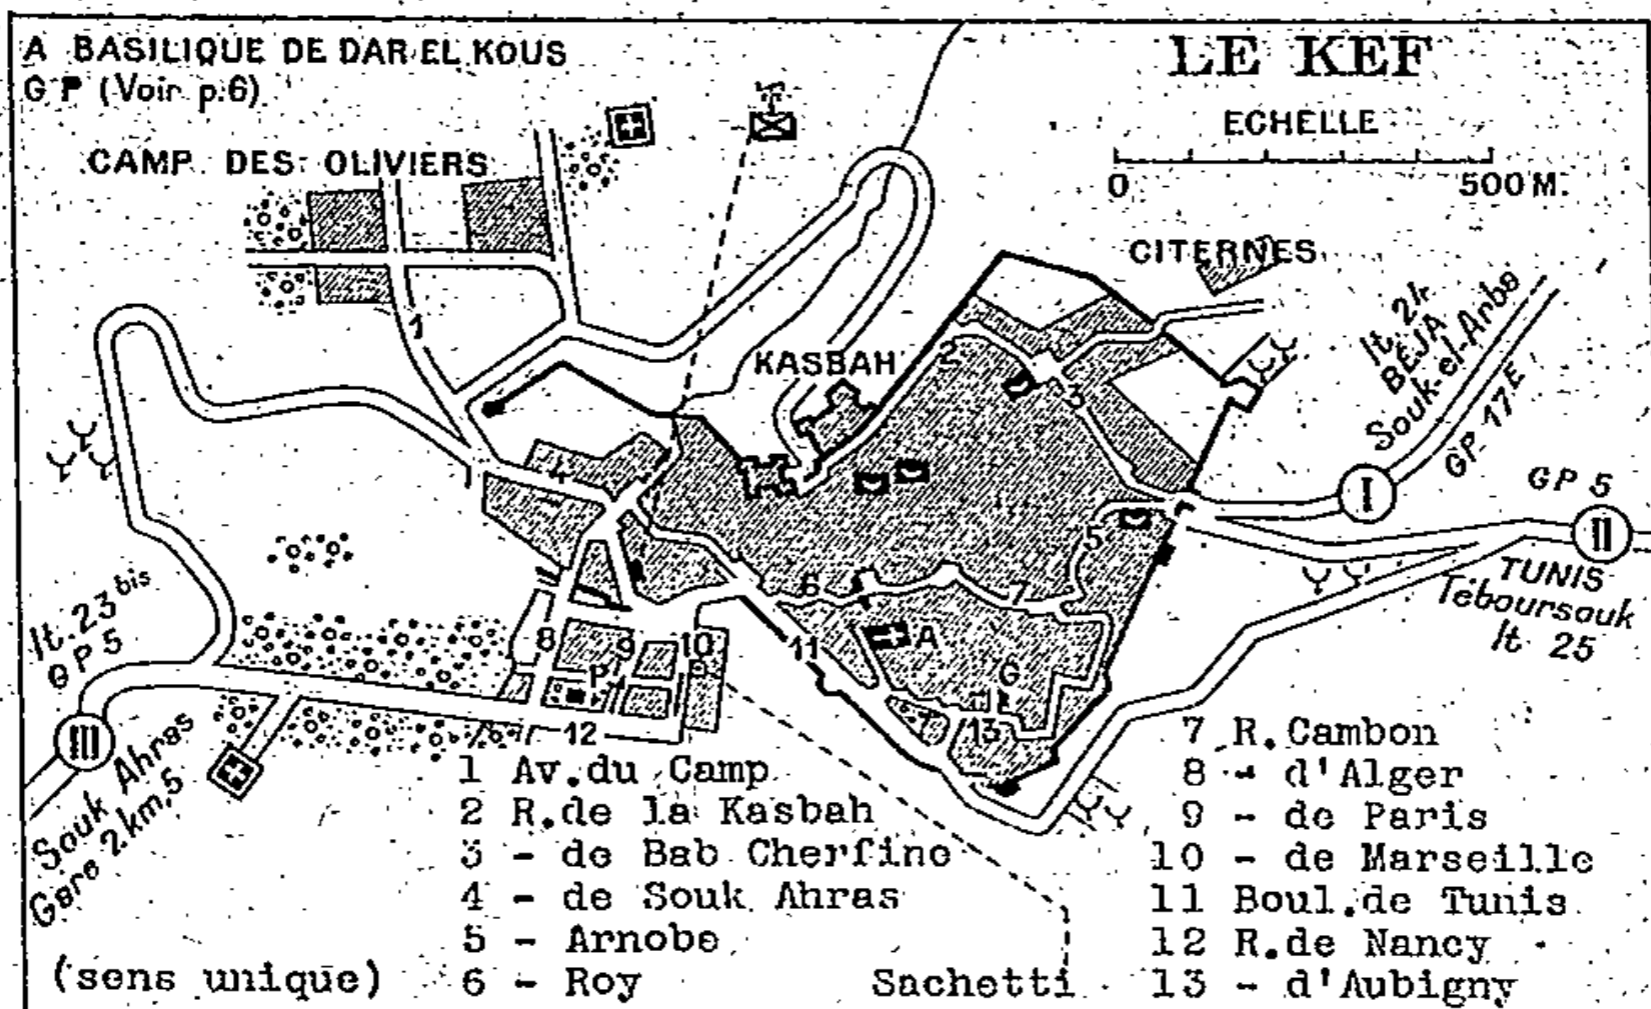 A BASILIQUE DE DAR EL KOUS
G P (Voir p.6)
LE KEF
ECHELLE
0 500 M.
CAMP DES OLIVIERS
CITERNES
KASBAH
It. 24
BEJA
Souk-el-Arba
GP 17E
I
GP 5
II
TUNIS
Téboursouk
It. 25
It. 23 bis
GP 5
III
Souk Ahras
Gare 2km,5
1
2
3
4
5
6
7
8
9
10
11
12
13
A
G
P
1 Av. du Camp
2 R. de la Kasbah
3 - de Bab Cherfine
4 - de Souk Ahras
5 - Arnobe
(sens unique) 6 - Roy
Sachetti
7 R. Cambon
8 - d'Alger
9 - de Paris
10 - de Marseille
11 Boul. de Tunis
12 R. de Nancy
13 - d'Aubigny